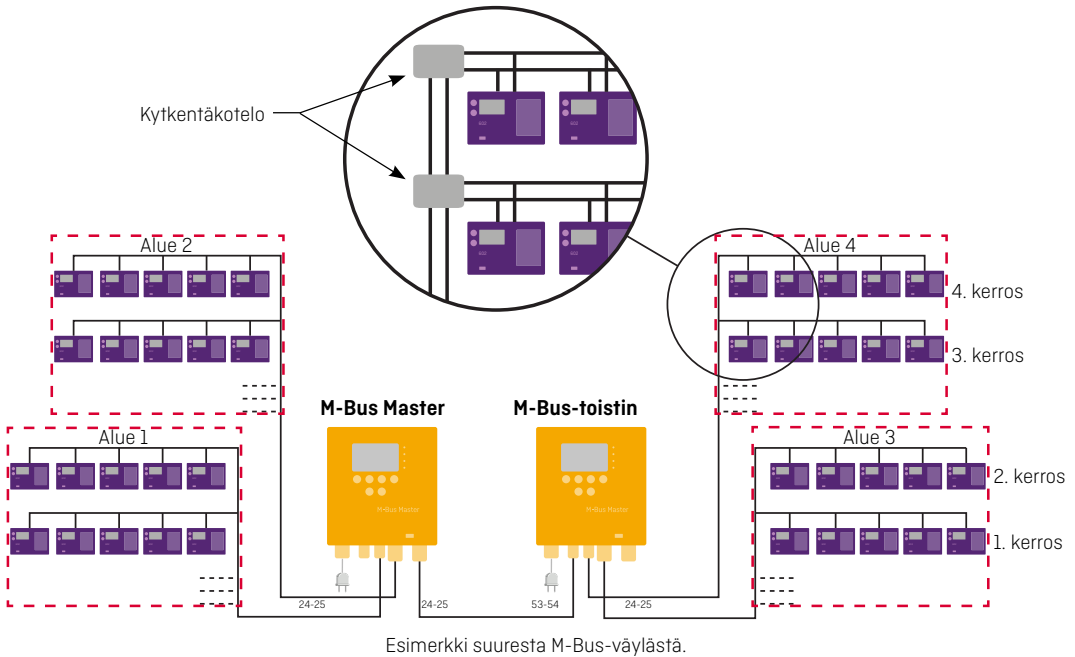 Kytkentäkotelo
Alue 2
Alue 4
4. kerros
3. kerros
M-Bus Master
M-Bus-toistin
Alue 1
Alue 3
2. kerros
1. kerros
M-Bus Master
M-Bus Master
24-25
24-25
53-54
24-25
Esimerkki suuresta M-Bus-väylästä.